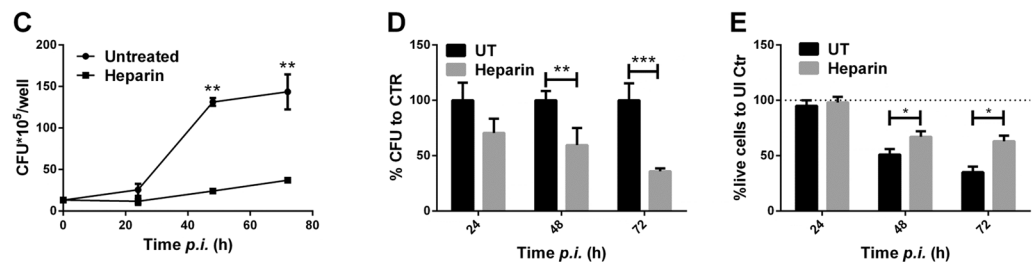 C
Untreated
Heparin
CFU*10⁵/well
200
150
100
50
0
**
**
0
20
40
60
80
Time p.i. (h)
D
UT
Heparin
% CFU to CTR
150
100
50
0
**
***
24
48
72
Time p.i. (h)
E
UT
Heparin
%live cells to UI Ctr
150
100
50
0
*
*
24
48
72
Time p.i. (h)